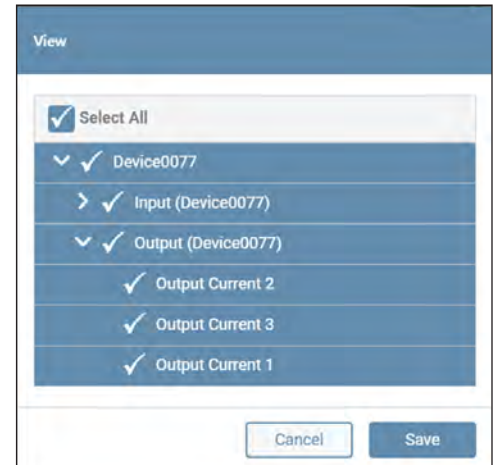 View
Select All
Device0077
Input (Device0077)
Output (Device0077)
Output Current 2
Output Current 3
Output Current 1
Cancel Save